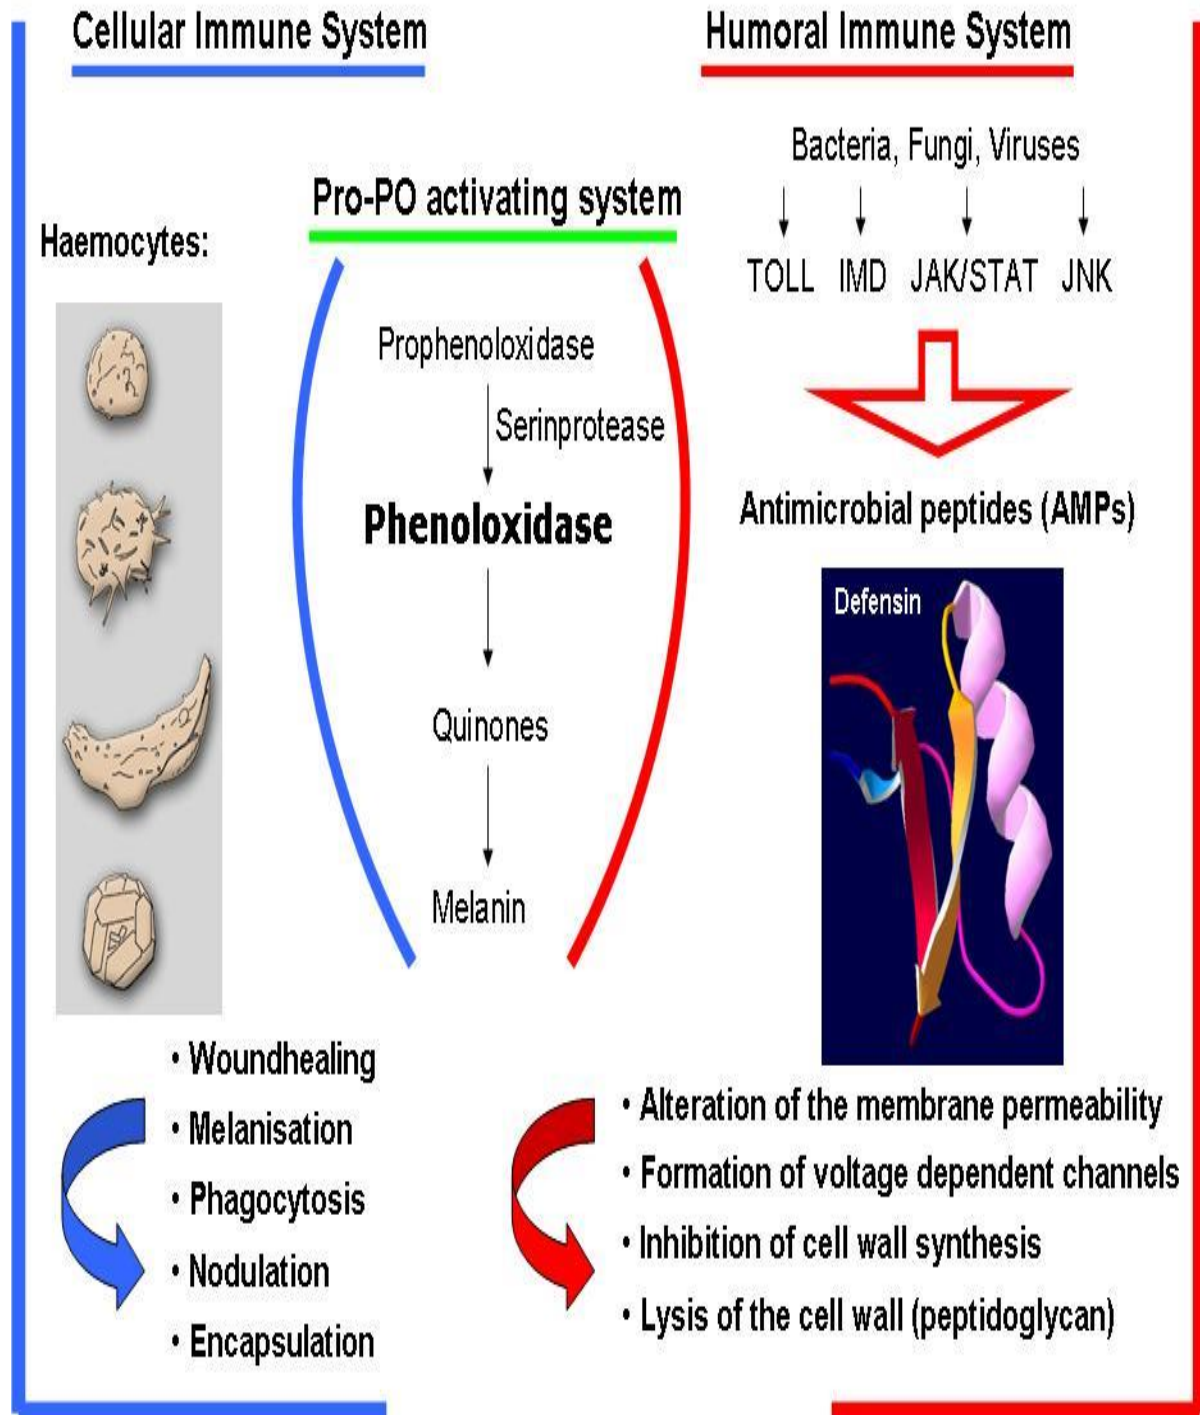 Cellular Immune System
Haemocytes:
• Woundhealing
• Melanisation
• Phagocytosis
• Nodulation
• Encapsulation
Pro-PO activating system
Prophenoloxidase
Serinprotease
Phenoloxidase
Quinones
Melanin
Humoral Immune System
Bacteria, Fungi, Viruses
TOLL IMD JAK/STAT JNK
Antimicrobial peptides (AMPs)
Defensin
• Alteration of the membrane permeability
• Formation of voltage dependent channels
• Inhibition of cell wall synthesis
• Lysis of the cell wall (peptidoglycan)